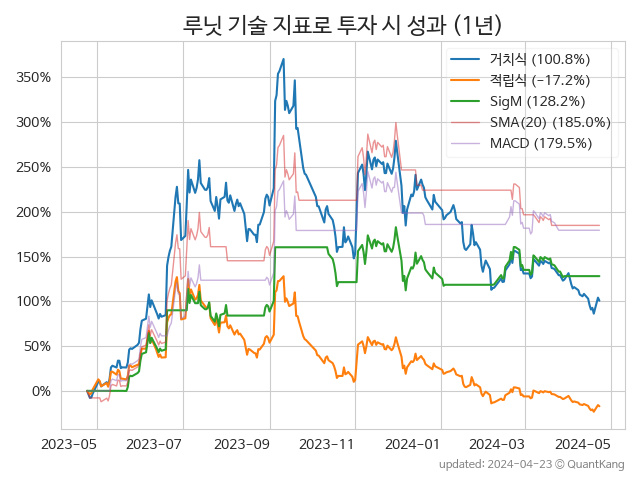 루닛 기술 지표로 투자 시 성과 (1년)
거치식 (100.8%)
적립식 (-17.2%)
SigM (128.2%)
SMA(20) (185.0%)
MACD (179.5%)
350%
300%
250%
200%
150%
100%
50%
0%
2023-05 2023-07 2023-09 2023-11 2024-01 2024-03 2024-05
updated: 2024-04-23 © QuantKang